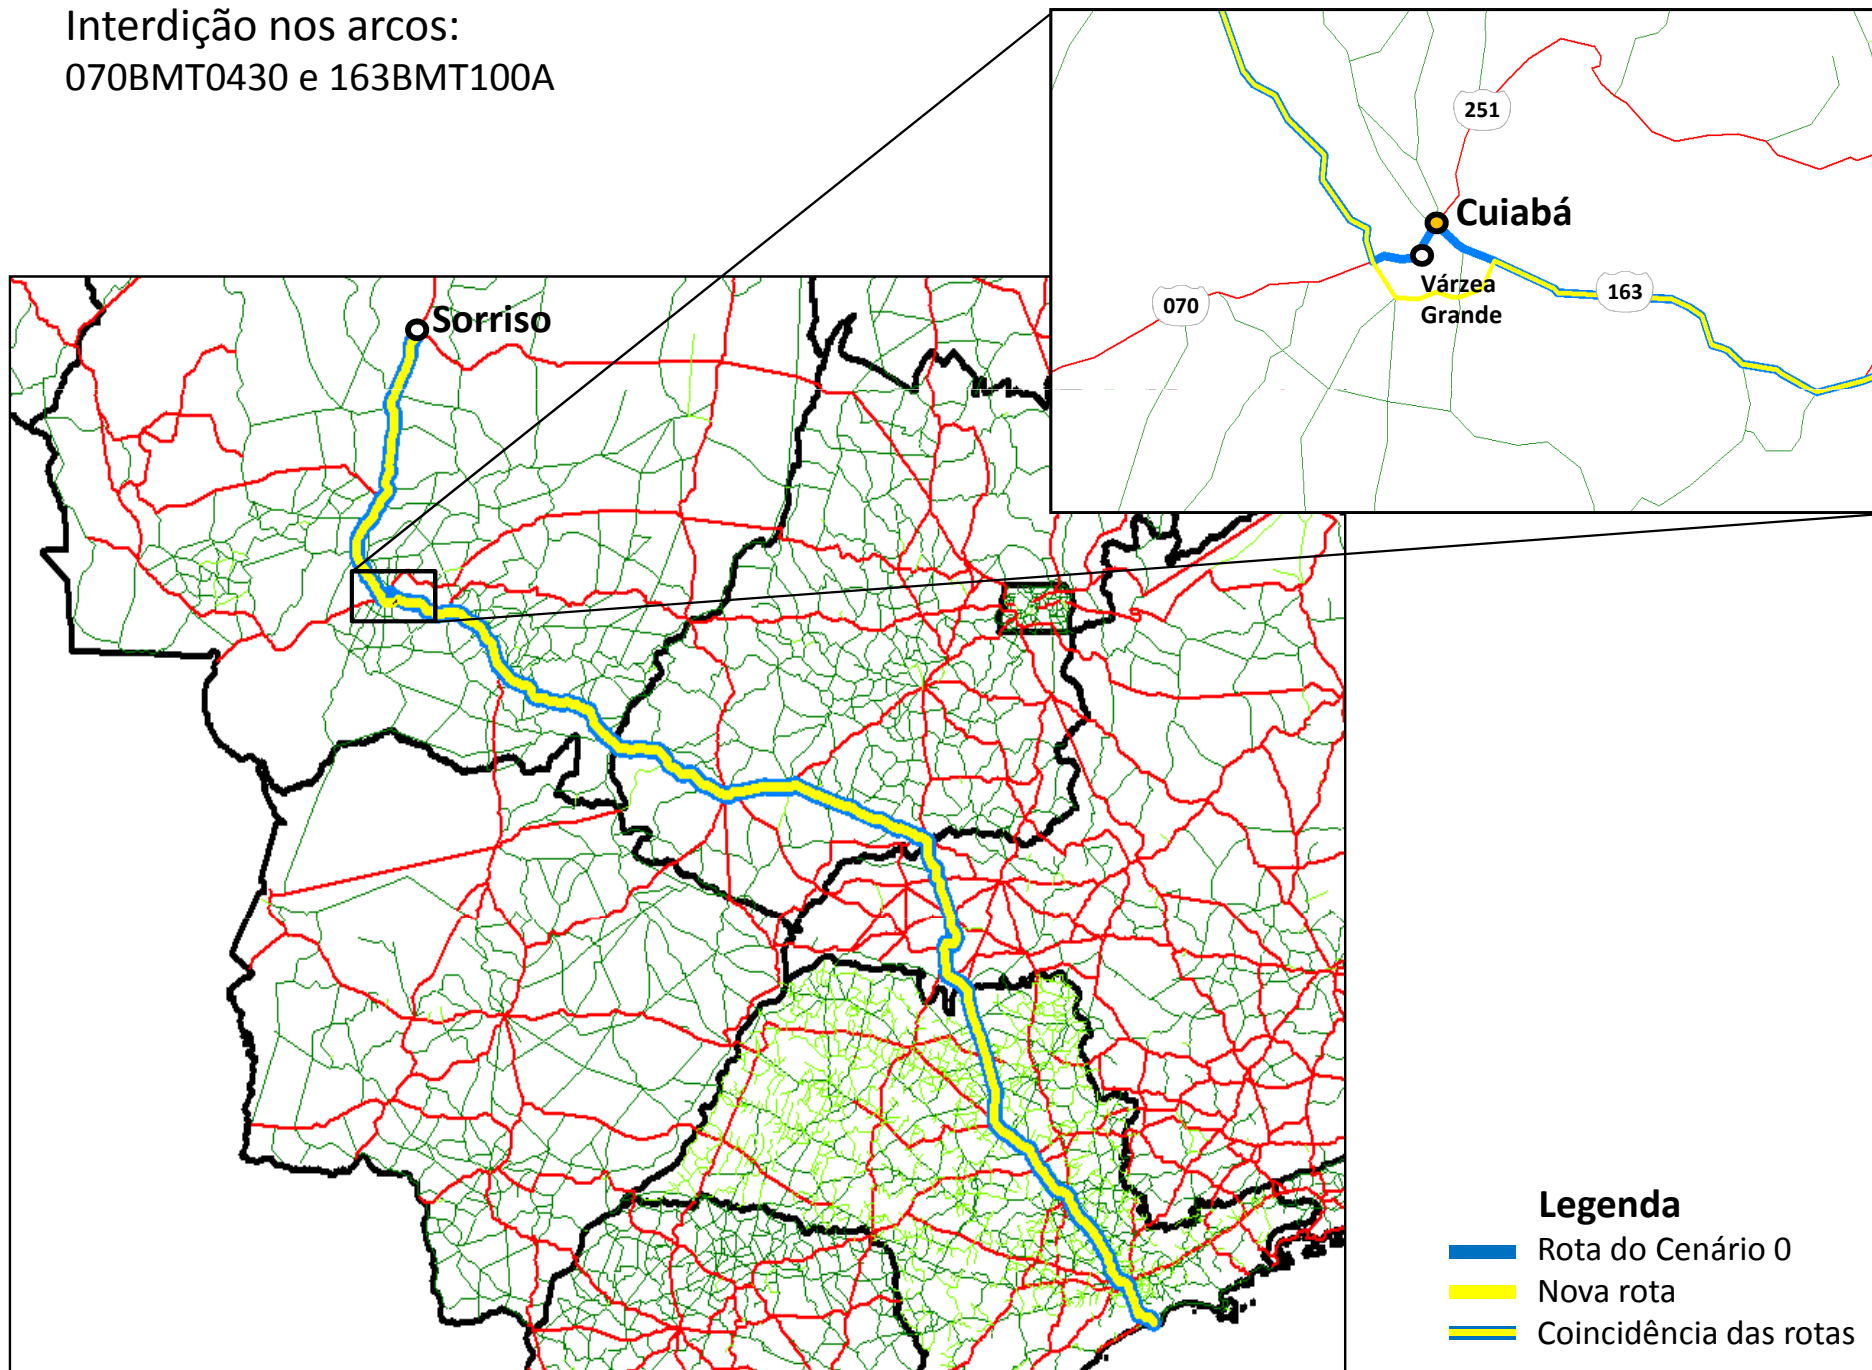 Interdição nos arcos:
070BMT0430 e 163BMT100A
251
Cuiabá
Várzea
Grande
070
163
Sorriso
Legenda
Rota do Cenário 0
Nova rota
Coincidência das rotas